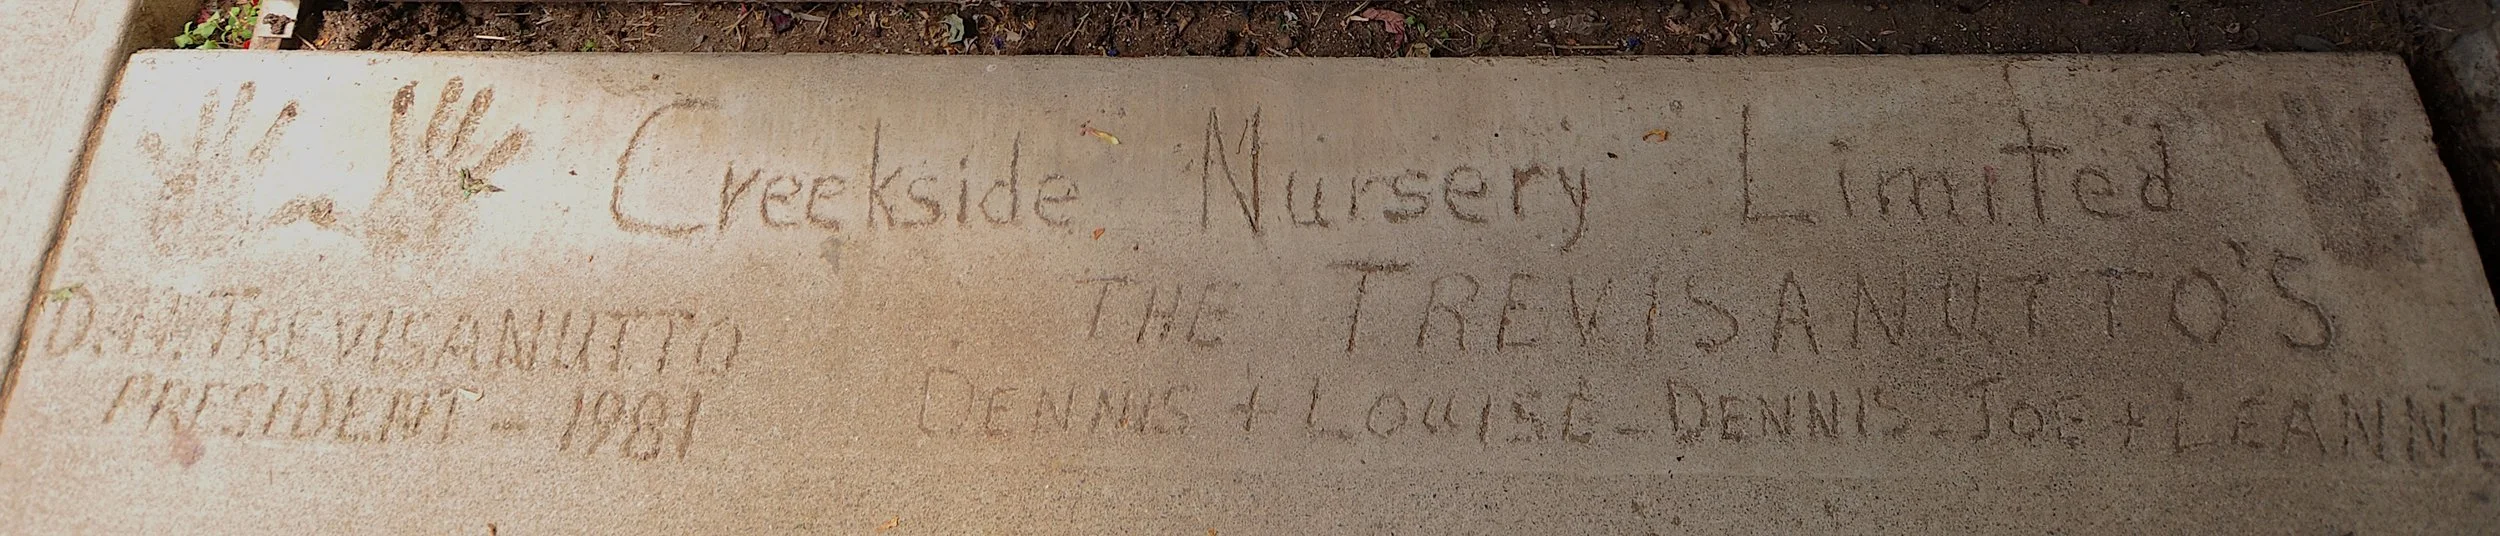 Creekside Nursery Limited
D.W. TREVISANUTTO
PRESIDENT - 1981
THE TREVISANUTTO'S
DENNIS + LOUISE - DENNIS - JOE + LEANNE